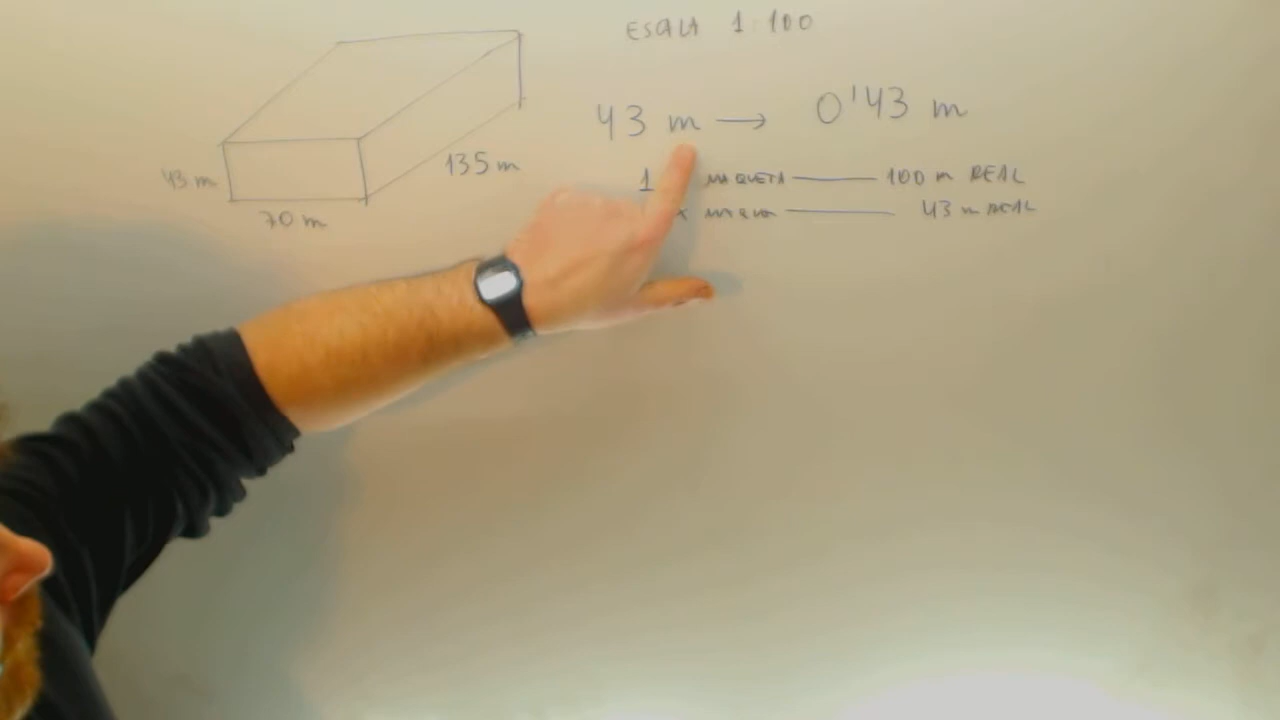 ESCALA 1:100
43 m → 0'43 m
1 MAQUETA —— 100 m REAL
x MAQUETA —— 43 m REAL
43 m
70 m
135 m